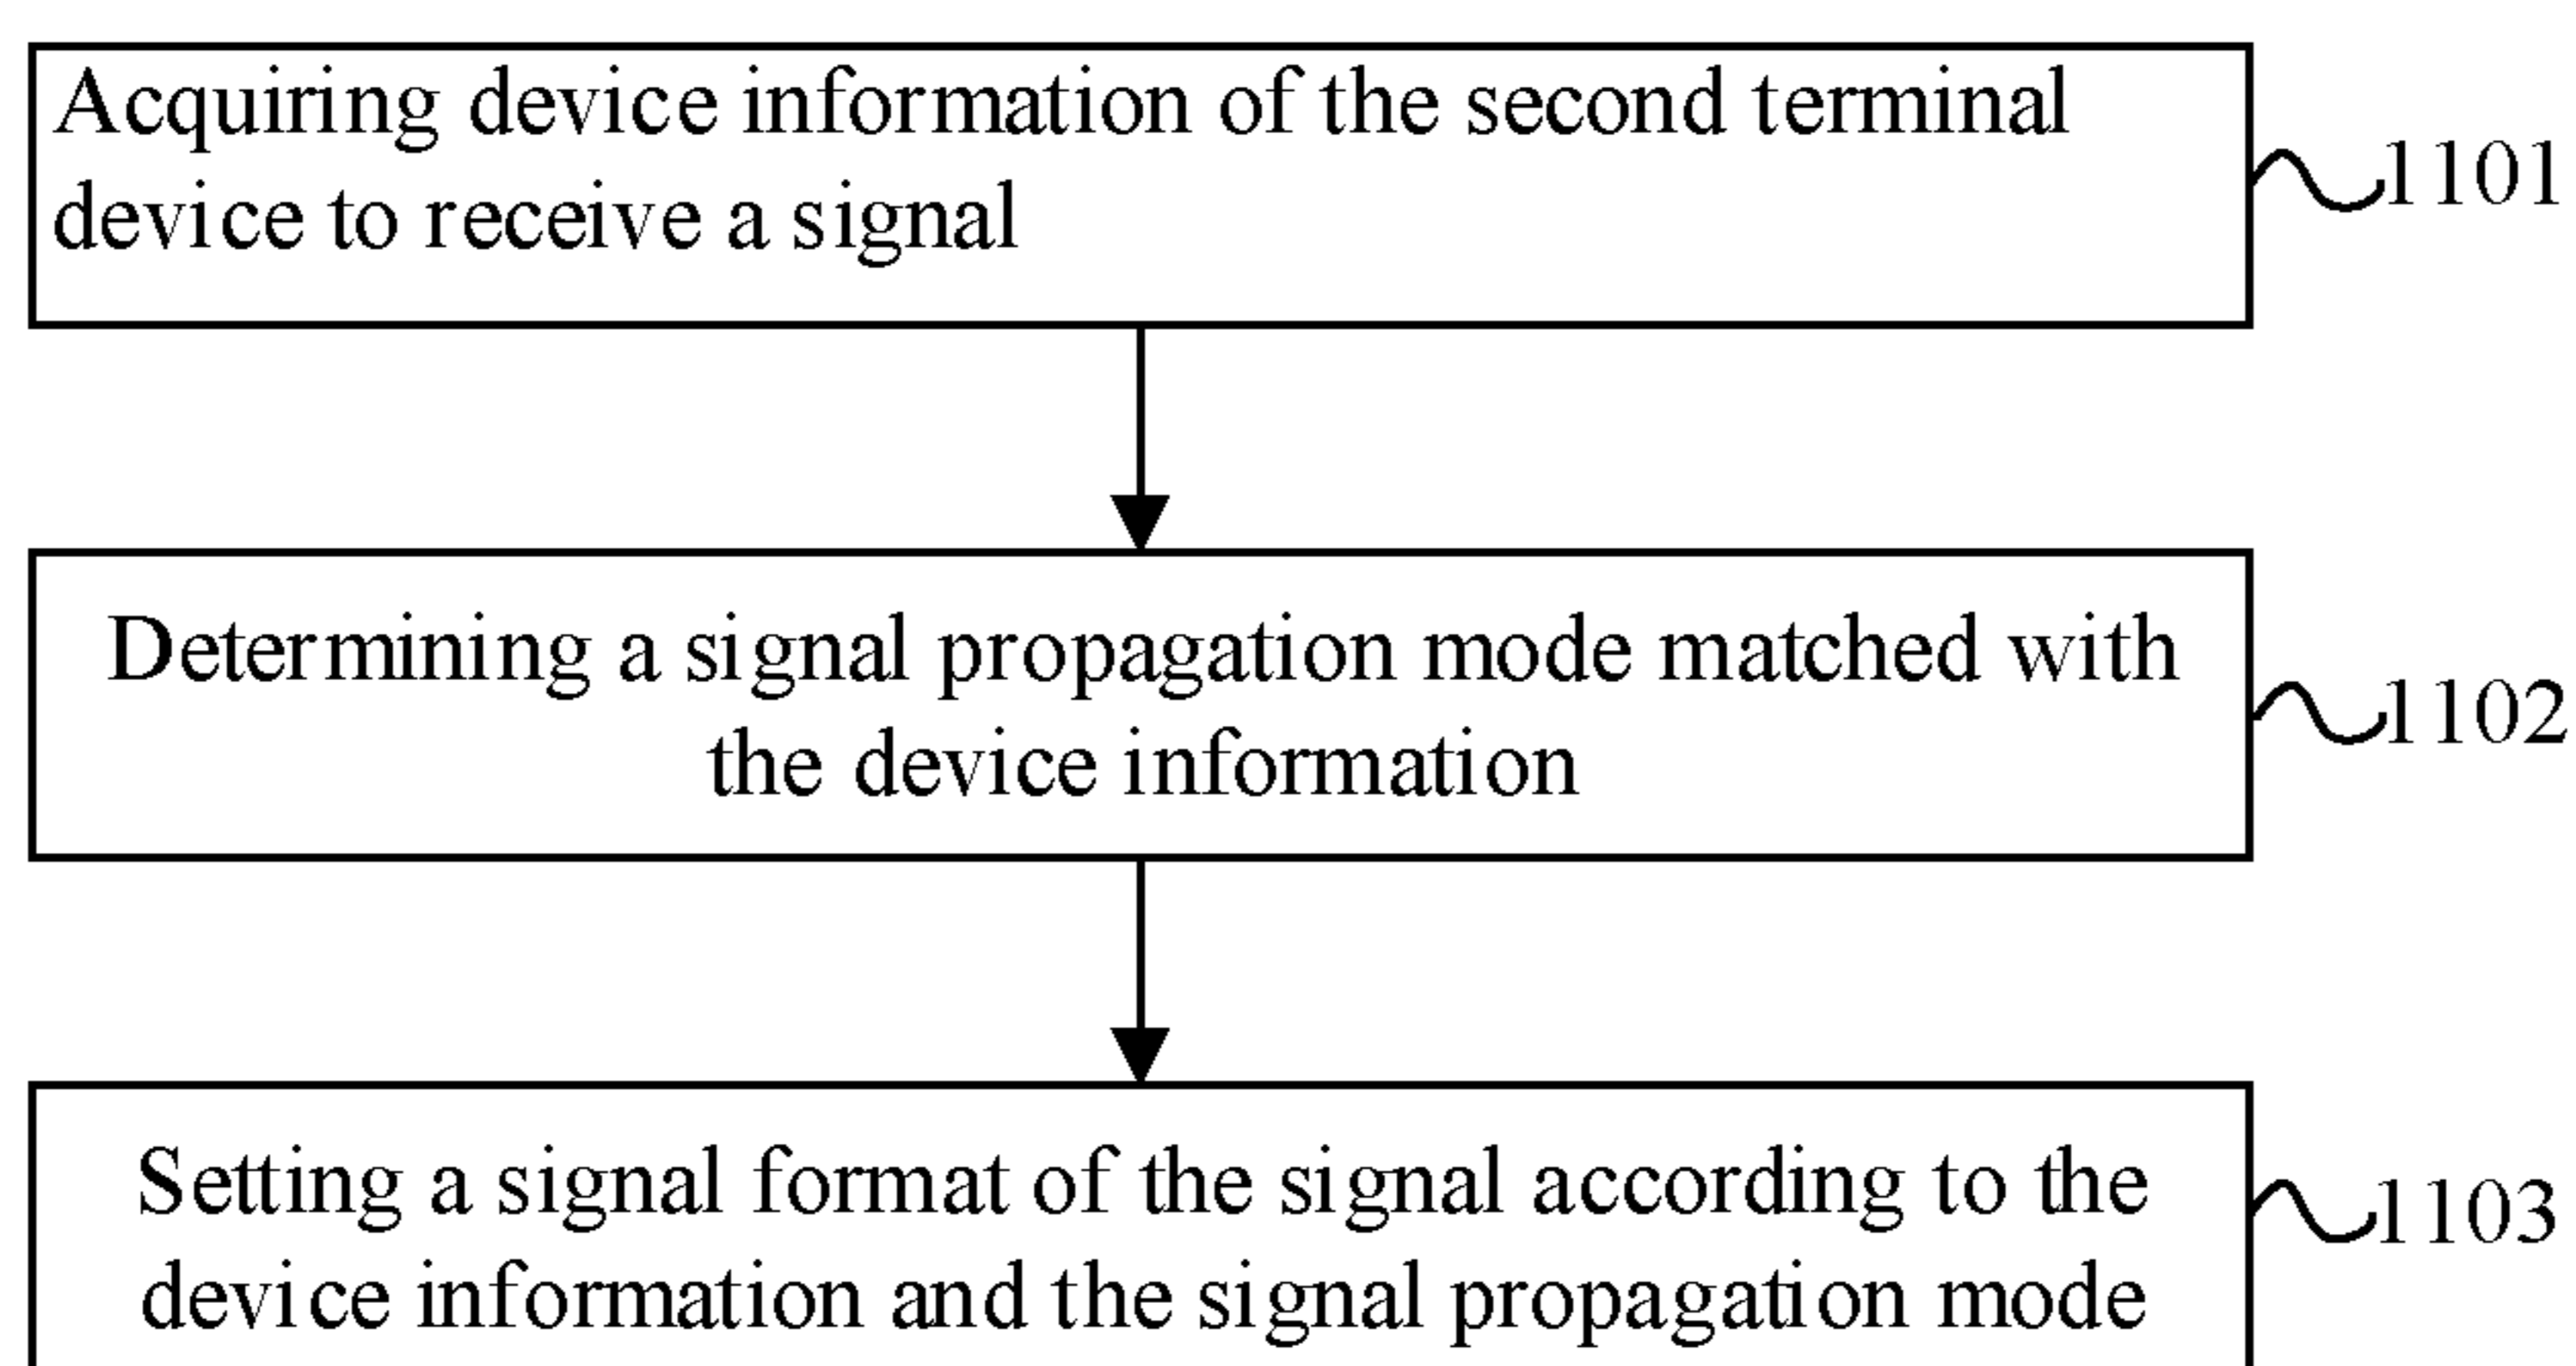 Acquiring device information of the second terminal
device to receive a signal
1101
Determining a signal propagation mode matched with
the device information
1102
Setting a signal format of the signal according to the
device information and the signal propagation mode
1103